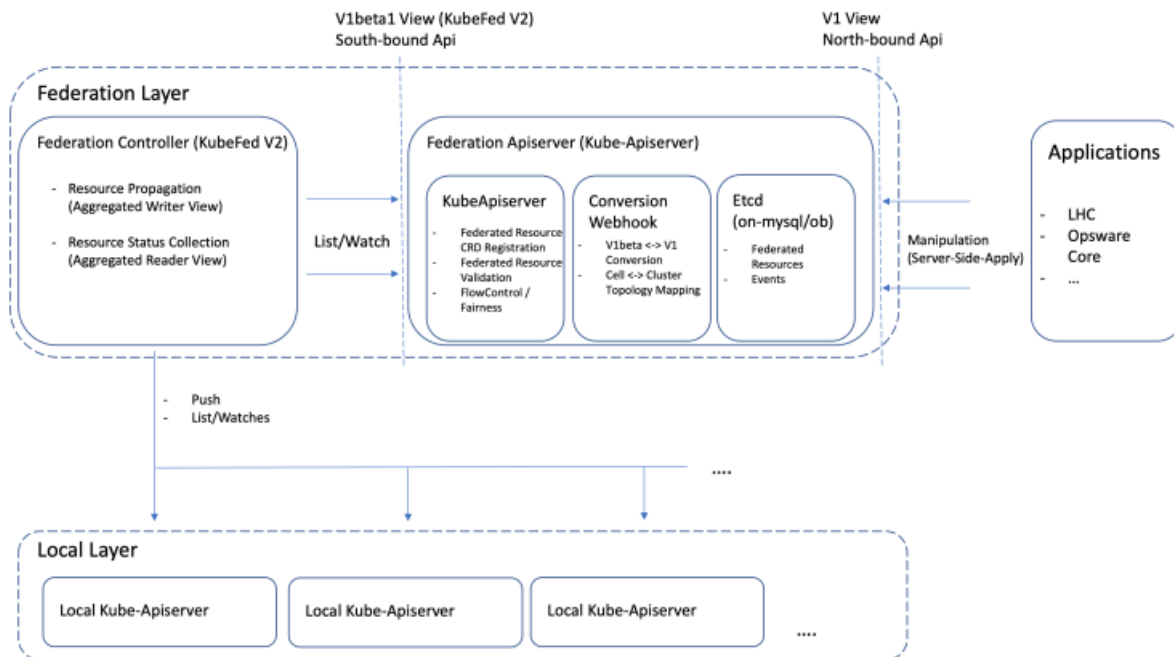 V1beta1 View (KubeFed V2)
South-bound Api
V1 View
North-bound Api
Federation Layer
Federation Controller (KubeFed V2)
- Resource Propagation
(Aggregated Writer View)
- Resource Status Collection
(Aggregated Reader View)
List/Watch
Federation Apiserver (Kube-Apiserver)
KubeApiserver
- Federated Resource
CRD Registration
- Federated Resource
Validation
- FlowControl /
Fairness
Conversion
Webhook
- V1beta <-> V1
Conversion
- Cell <-> Cluster
Topology Mapping
Etcd
(on-mysql/ob)
- Federated
Resources
- Events
Manipulation
(Server-Side-Apply)
Applications
- LHC
- Opsware
Core
- ...
- Push
- List/Watches
....
Local Layer
Local Kube-Apiserver
Local Kube-Apiserver
Local Kube-Apiserver
....